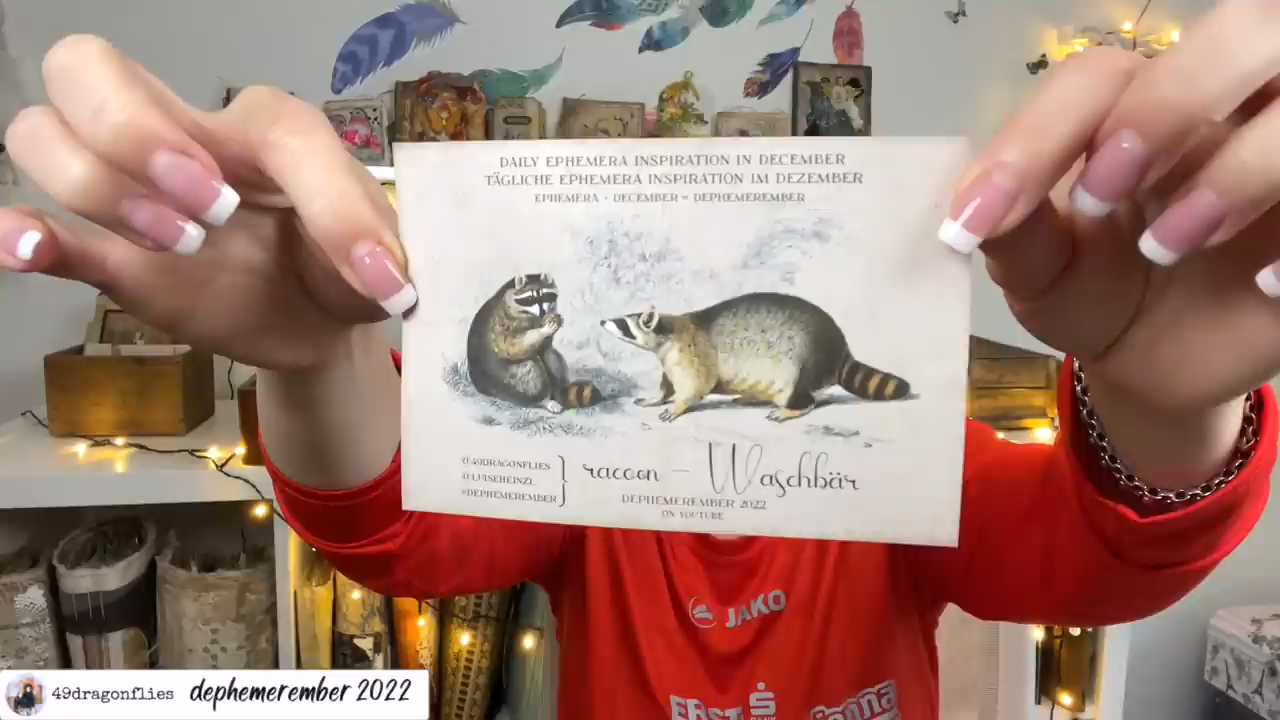 DAILY EPHEMERA INSPIRATION IN DECEMBER
TÄGLICHE EPHEMERA INSPIRATION IM DEZEMBER
EPHEMERA + DECEMBER = DEPHEMEREMBER
@49DRAGONFLIES
@LUISEHEINZL
#DEPHEMEREMBER
racoon - Waschbär
DEPHEMEREMBER 2022
ON YOUTUBE
JAKO
BANK
49dragonflies dephemerember 2022